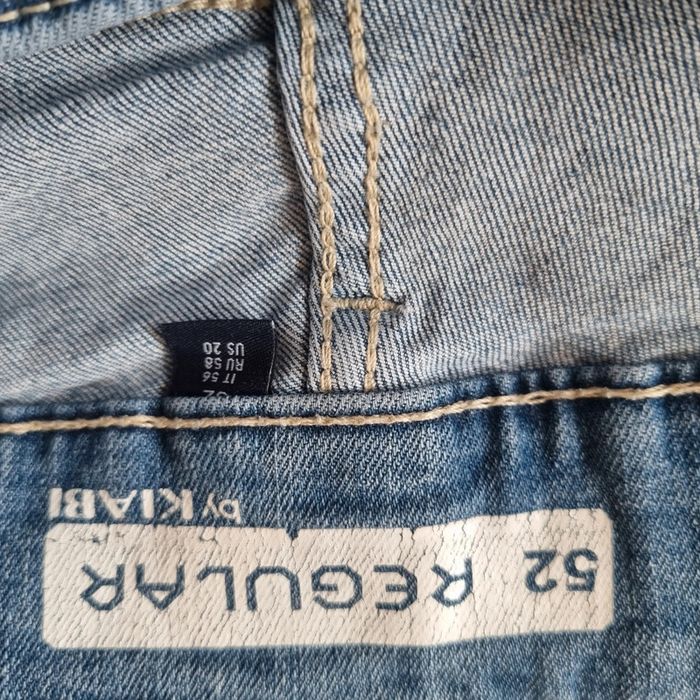 52 REGULAR
by KIABI
IT 56
RU 58
US 20